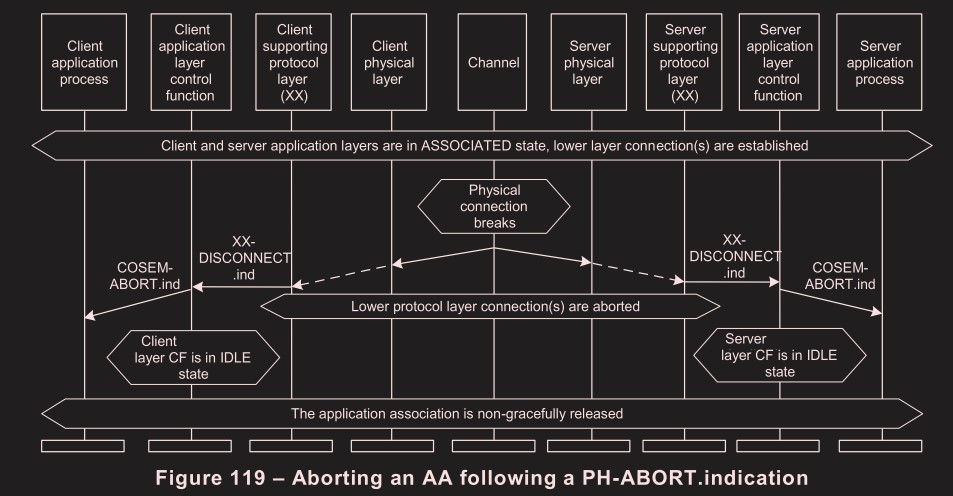 Client
application
process
Client
application
layer
control
function
Client
supporting
protocol
layer
(XX)
Client
physical
layer
Channel
Server
physical
layer
Server
supporting
protocol
layer
(XX)
Server
application
layer
control
function
Server
application
process
Client and server application layers are in ASSOCIATED state, lower layer connection(s) are established
Physical
connection
breaks
XX-
DISCONNECT
.ind
COSEM-
ABORT.ind
XX-
DISCONNECT
.ind
COSEM-
ABORT.ind
Lower protocol layer connection(s) are aborted
Client
layer CF is in IDLE
state
Server
layer CF is in IDLE
state
The application association is non-gracefully released
Figure 119 – Aborting an AA following a PH-ABORT.indication